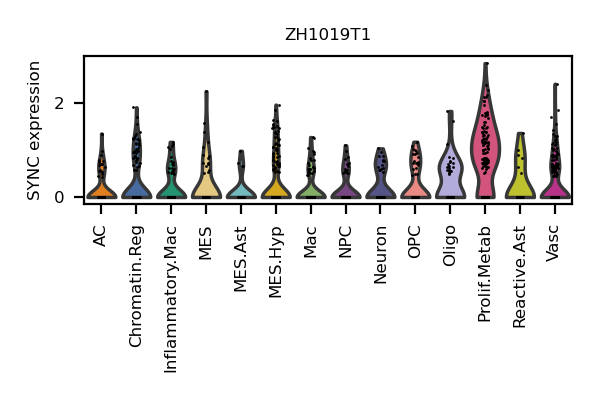 ZH1019T1
SYNC expression
2
0
AC
Chromatin.Reg
Inflammatory.Mac
MES
MES.Ast
MES.Hyp
Mac
NPC
Neuron
OPC
Oligo
Prolif.Metab
Reactive.Ast
Vasc